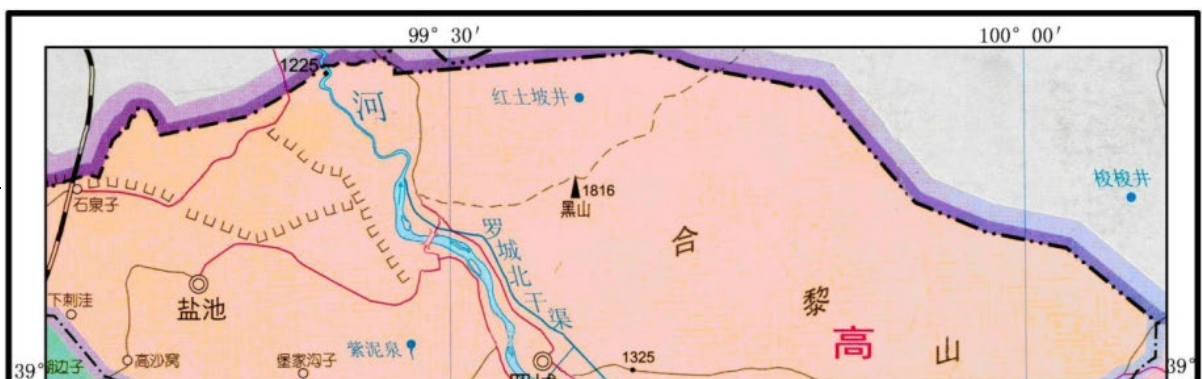 99° 30′
100° 00′
1225
河
红土坡井
梭梭井
石泉子
1816
黑山
罗城北干渠
合黎山
盐池
下刺洼
高
紫泥泉
高沙窝
堡家沟子
1325
39°
39°